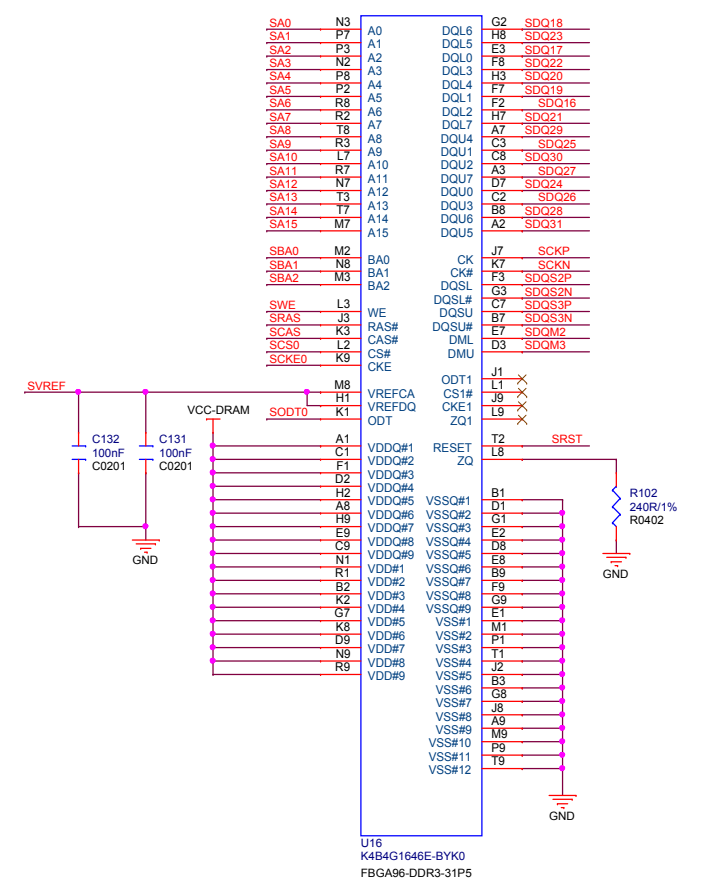 SA0 N3 A0 DQL6 G2 SDQ18
SA1 P7 A1 DQL5 H8 SDQ23
SA2 P3 A2 DQL0 E3 SDQ17
SA3 N2 A3 DQL3 F8 SDQ22
SA4 P8 A4 DQL4 H3 SDQ20
SA5 P2 A5 DQL1 F7 SDQ19
SA6 R8 A6 DQL2 F2 SDQ16
SA7 R2 A7 DQL7 H7 SDQ21
SA8 T8 A8 DQU4 A7 SDQ29
SA9 R3 A9 DQU1 C3 SDQ25
SA10 L7 A10 DQU2 C8 SDQ30
SA11 R7 A11 DQU7 A3 SDQ27
SA12 N7 A12 DQU0 D7 SDQ24
SA13 T3 A13 DQU3 C2 SDQ26
SA14 T7 A14 DQU6 B8 SDQ28
SA15 M7 A15 DQU5 A2 SDQ31
SBA0 M2 BA0 CK J7 SCKP
SBA1 N8 BA1 CK# K7 SCKN
SBA2 M3 BA2 DQSL F3 SDQS2P
DQSL# G3 SDQS2N
SWE L3 WE DQSU C7 SDQS3P
SRAS J3 RAS# DQSU# B7 SDQS3N
SCAS K3 CAS# DML E7 SDQM2
SCS0 L2 CS# DMU D3 SDQM3
SCKE0 K9 CKE
ODT1 J1
SVREF M8 VREFCA CS1# L1
H1 VREFDQ CKE1 J9
VCC-DRAM SODT0 K1 ODT ZQ1 L9
C132 100nF C0201
C131 100nF C0201
GND
A1 VDDQ#1 RESET T2 SRST
C1 VDDQ#2 ZQ L8
F1 VDDQ#3
D2 VDDQ#4
H2 VDDQ#5 VSSQ#1 B1
A8 VDDQ#6 VSSQ#2 D1
H9 VDDQ#7 VSSQ#3 G1
E9 VDDQ#8 VSSQ#4 E2
C9 VDDQ#9 VSSQ#5 D8
N1 VDD#1 VSSQ#6 E8
R1 VDD#2 VSSQ#7 B9
B2 VDD#3 VSSQ#8 F9
K2 VDD#4 VSSQ#9 G9
G7 VDD#5 VSS#1 E1
K8 VDD#6 VSS#2 M1
D9 VDD#7 VSS#3 P1
N9 VDD#8 VSS#4 T1
R9 VDD#9 VSS#5 J2
VSS#6 B3
VSS#7 G8
VSS#8 J8
VSS#9 A9
VSS#10 M9
VSS#11 P9
VSS#12 T9
R102
240R/1%
R0402
GND
GND
U16
K4B4G1646E-BYK0
FBGA96-DDR3-31P5